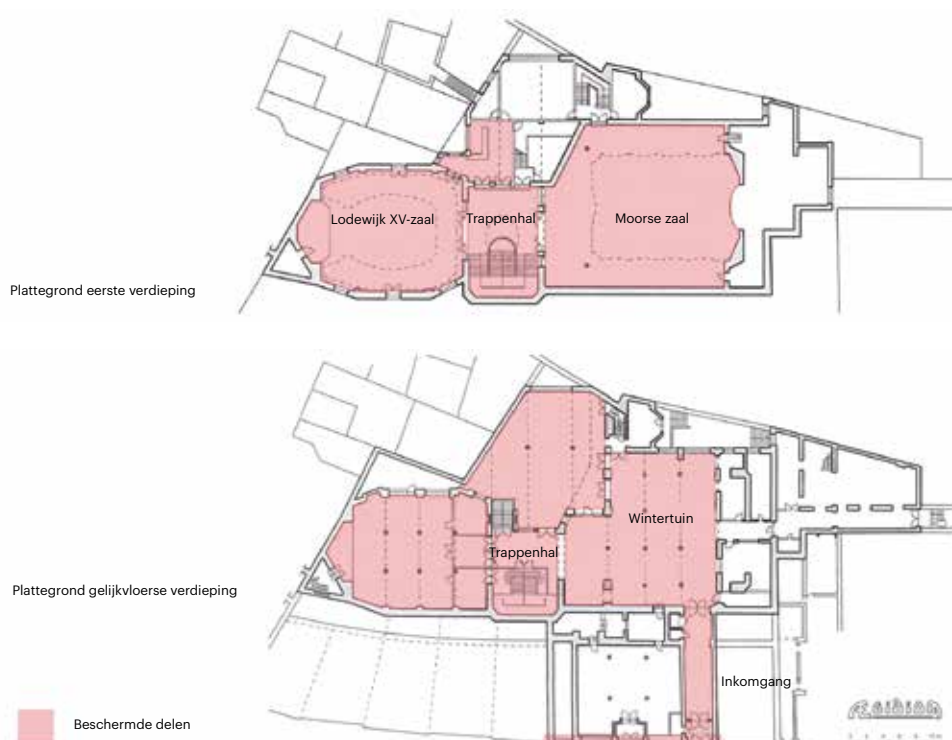 Lodewijk XV-zaal
Trappenhal
Moorse zaal
Plattegrond eerste verdieping
Wintertuin
Trappenhal
Plattegrond gelijkvloerse verdieping
Inkomgang
Beschermde delen